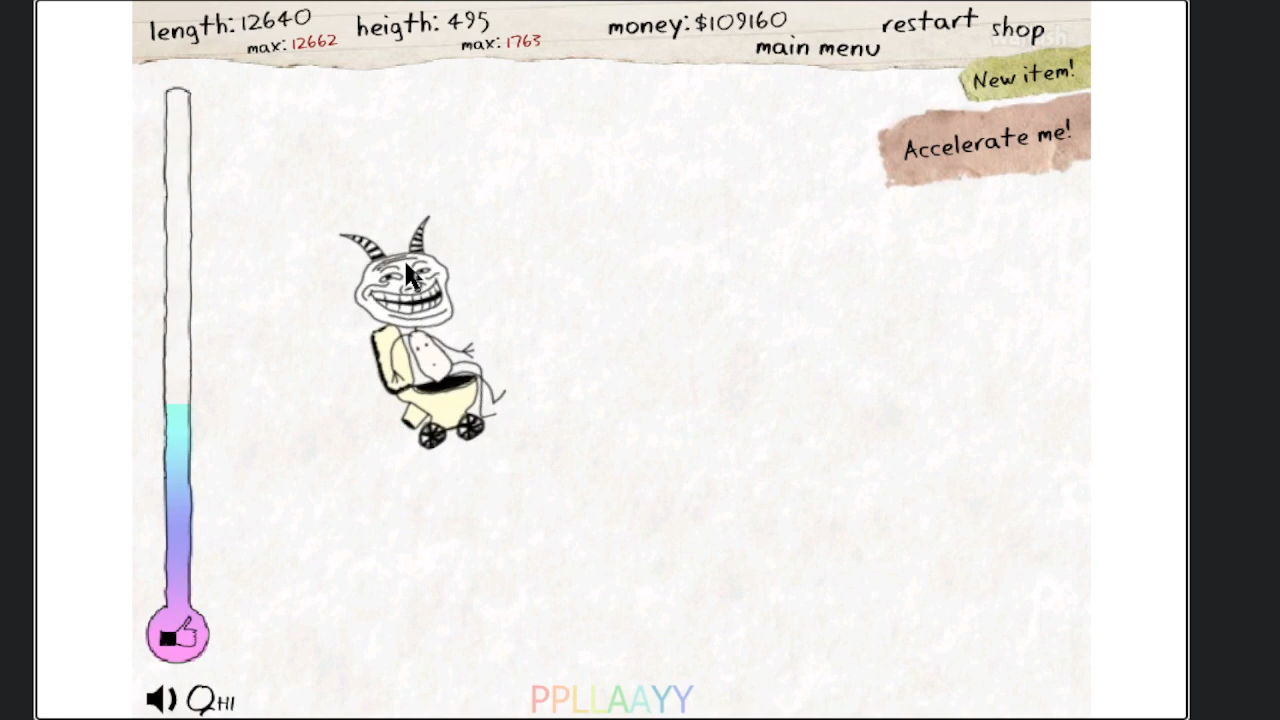 length: 12640 heigth: 495 money: $109160 restart shop
max: 12662 max: 1763 main menu
New item!
Accelerate me!
QHI
PPLLAAYY